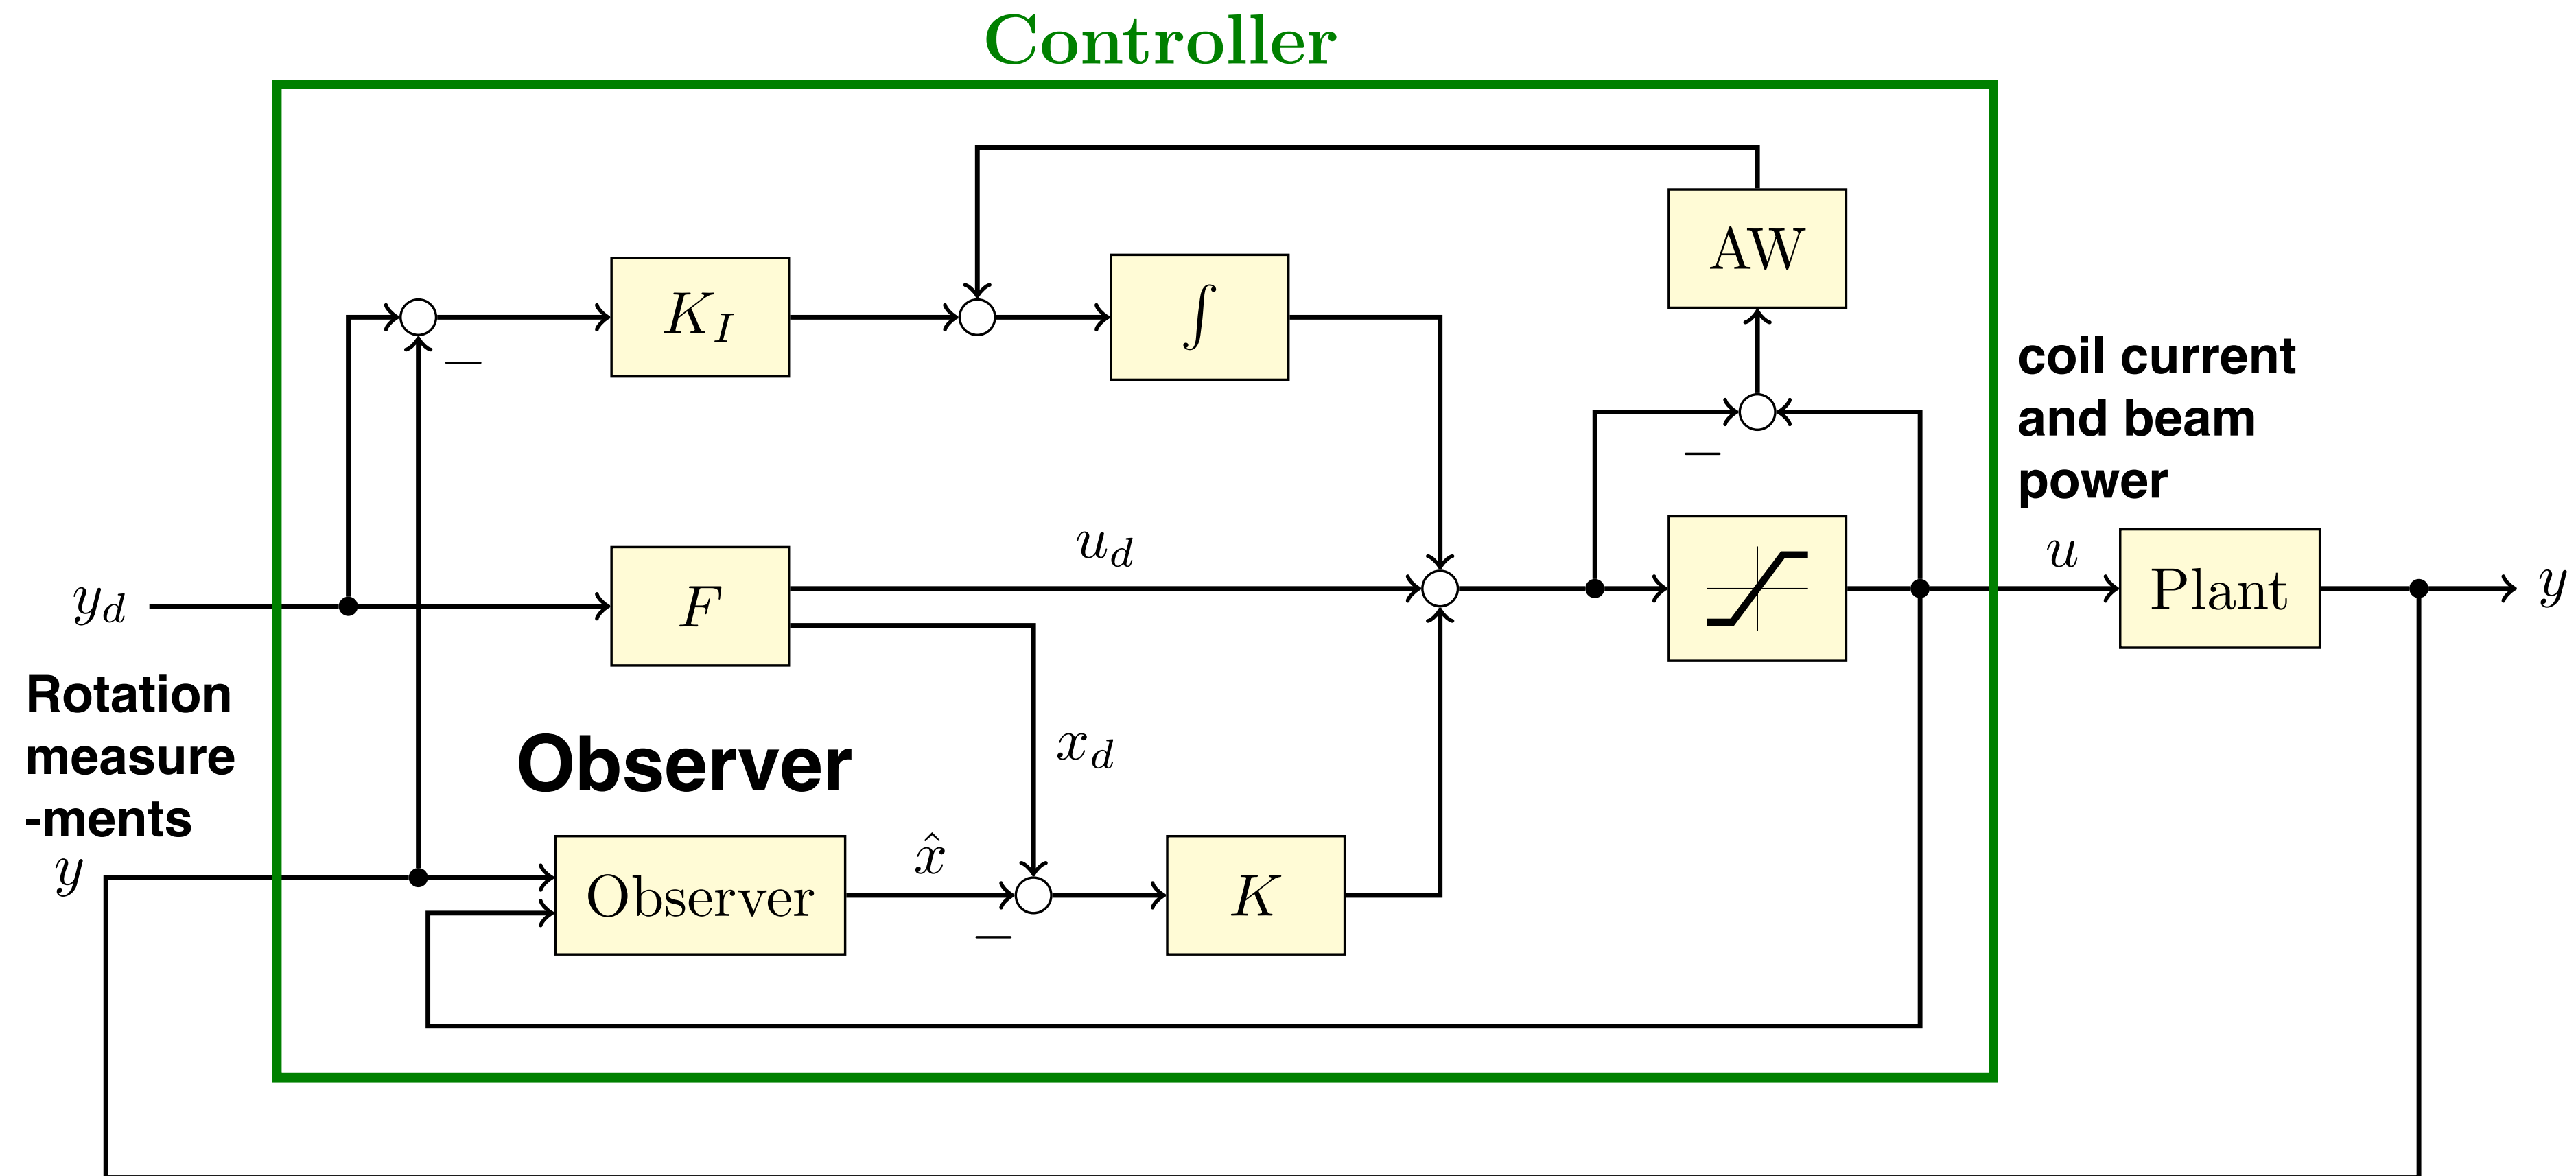 Controller
AW
K_I
∫
−
−
coil current
and beam
power
u_d
u
y_d
F
Plant
y
Rotation
measure
-ments
Observer
x_d
y
x̂
Observer
K
−